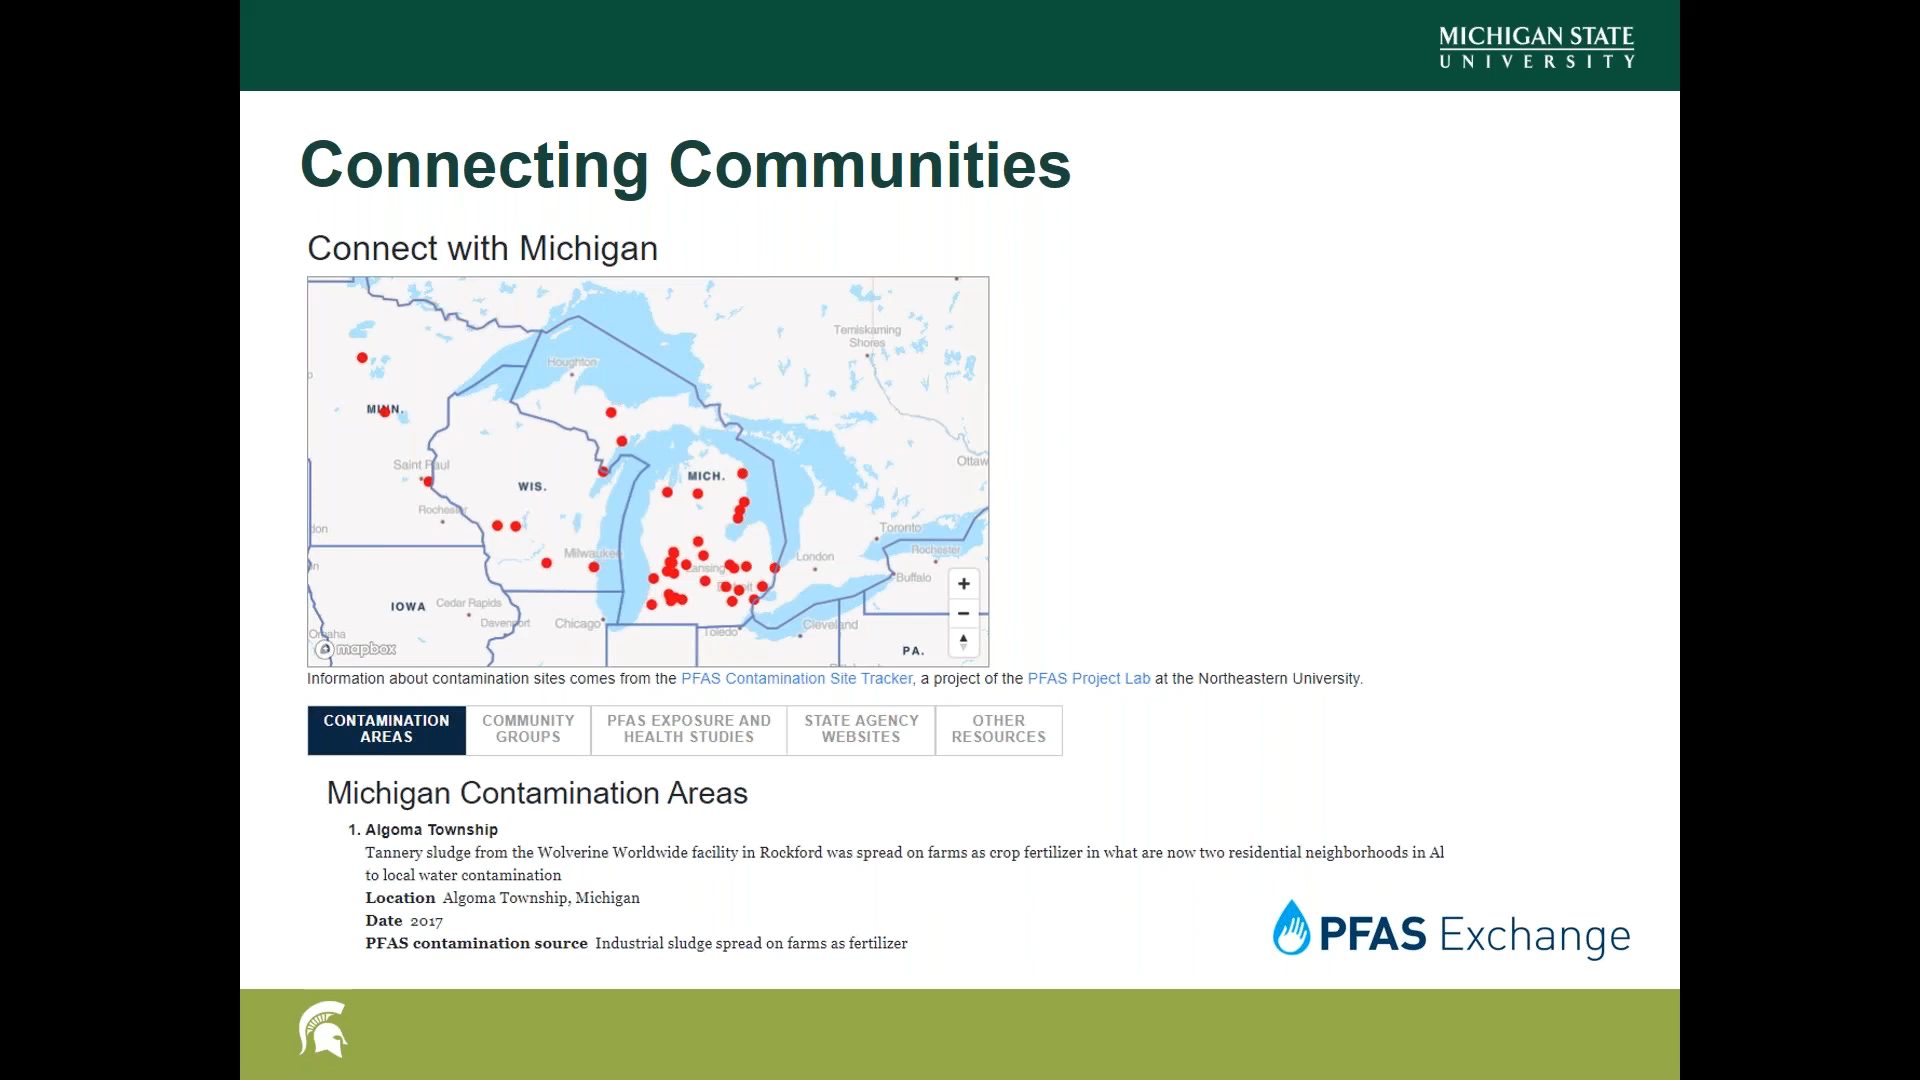 MICHIGAN STATE
UNIVERSITY
Connecting Communities
Connect with Michigan
Temiskaming
Shores
Houghton
MINN.
Ottaw
Saint Paul
MICH.
WIS.
Rochester
don
Toronto
Milwaukee
London
Rochester
Lansing
Buffalo
+
Detroit
IOWA
Cedar Rapids
−
Davenport
Chicago
Cleveland
Toledo
Omaha
mapbox
PA.
Information about contamination sites comes from the PFAS Contamination Site Tracker, a project of the PFAS Project Lab at the Northeastern University.
CONTAMINATION
AREAS
COMMUNITY
GROUPS
PFAS EXPOSURE AND
HEALTH STUDIES
STATE AGENCY
WEBSITES
OTHER
RESOURCES
Michigan Contamination Areas
1. Algoma Township
Tannery sludge from the Wolverine Worldwide facility in Rockford was spread on farms as crop fertilizer in what are now two residential neighborhoods in Al
to local water contamination
Location Algoma Township, Michigan
Date 2017
PFAS contamination source Industrial sludge spread on farms as fertilizer
PFAS Exchange